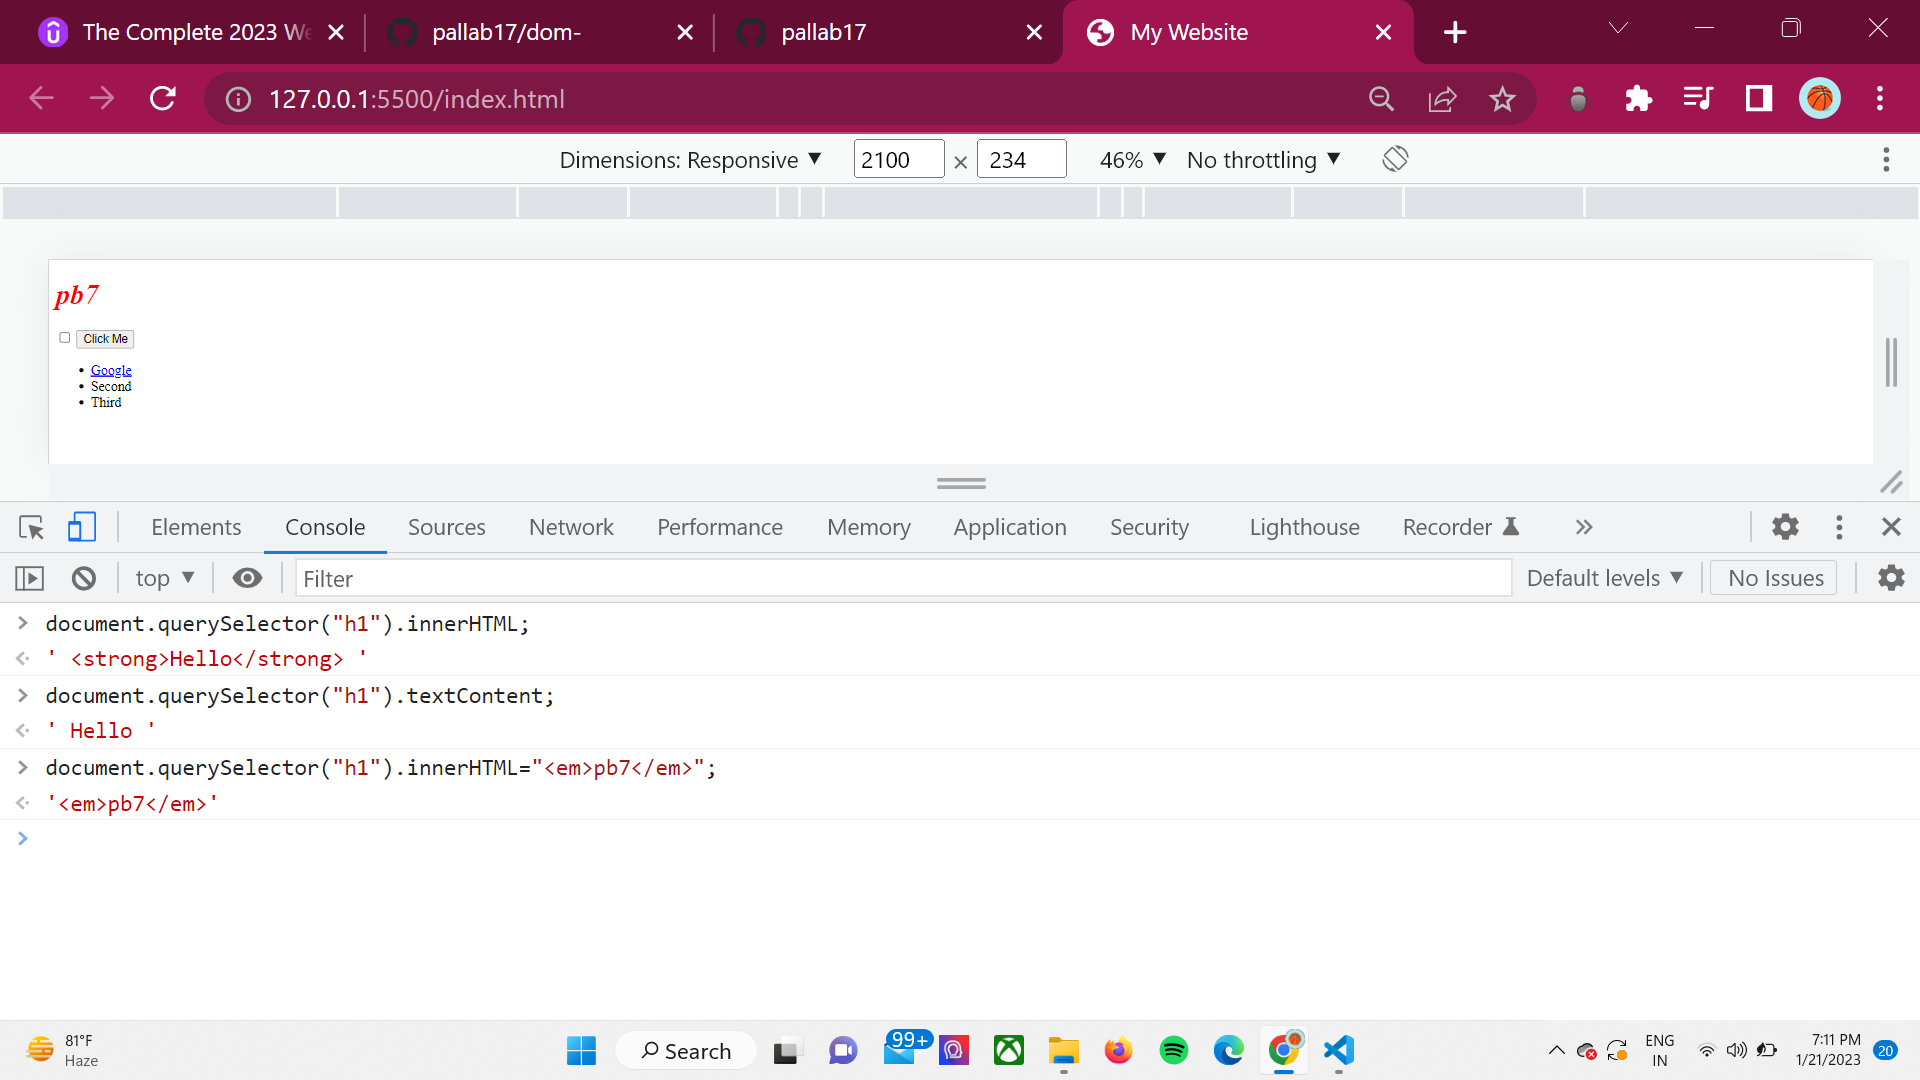 The Complete 2023 We
pallab17/dom-
pallab17
My Website
127.0.0.1:5500/index.html
Dimensions: Responsive ▼ 2100 × 234 46% ▼ No throttling ▼
pb7
Click Me
• Google
• Second
• Third
Elements Console Sources Network Performance Memory Application Security Lighthouse Recorder »
top ▼ Filter Default levels ▼ No Issues
> document.querySelector("h1").innerHTML;
' <strong>Hello</strong> '
> document.querySelector("h1").textContent;
' Hello '
> document.querySelector("h1").innerHTML="<em>pb7</em>";
'<em>pb7</em>'
>
81°F
Haze
Search
99+
ENG
IN
7:11 PM
1/21/2023
20